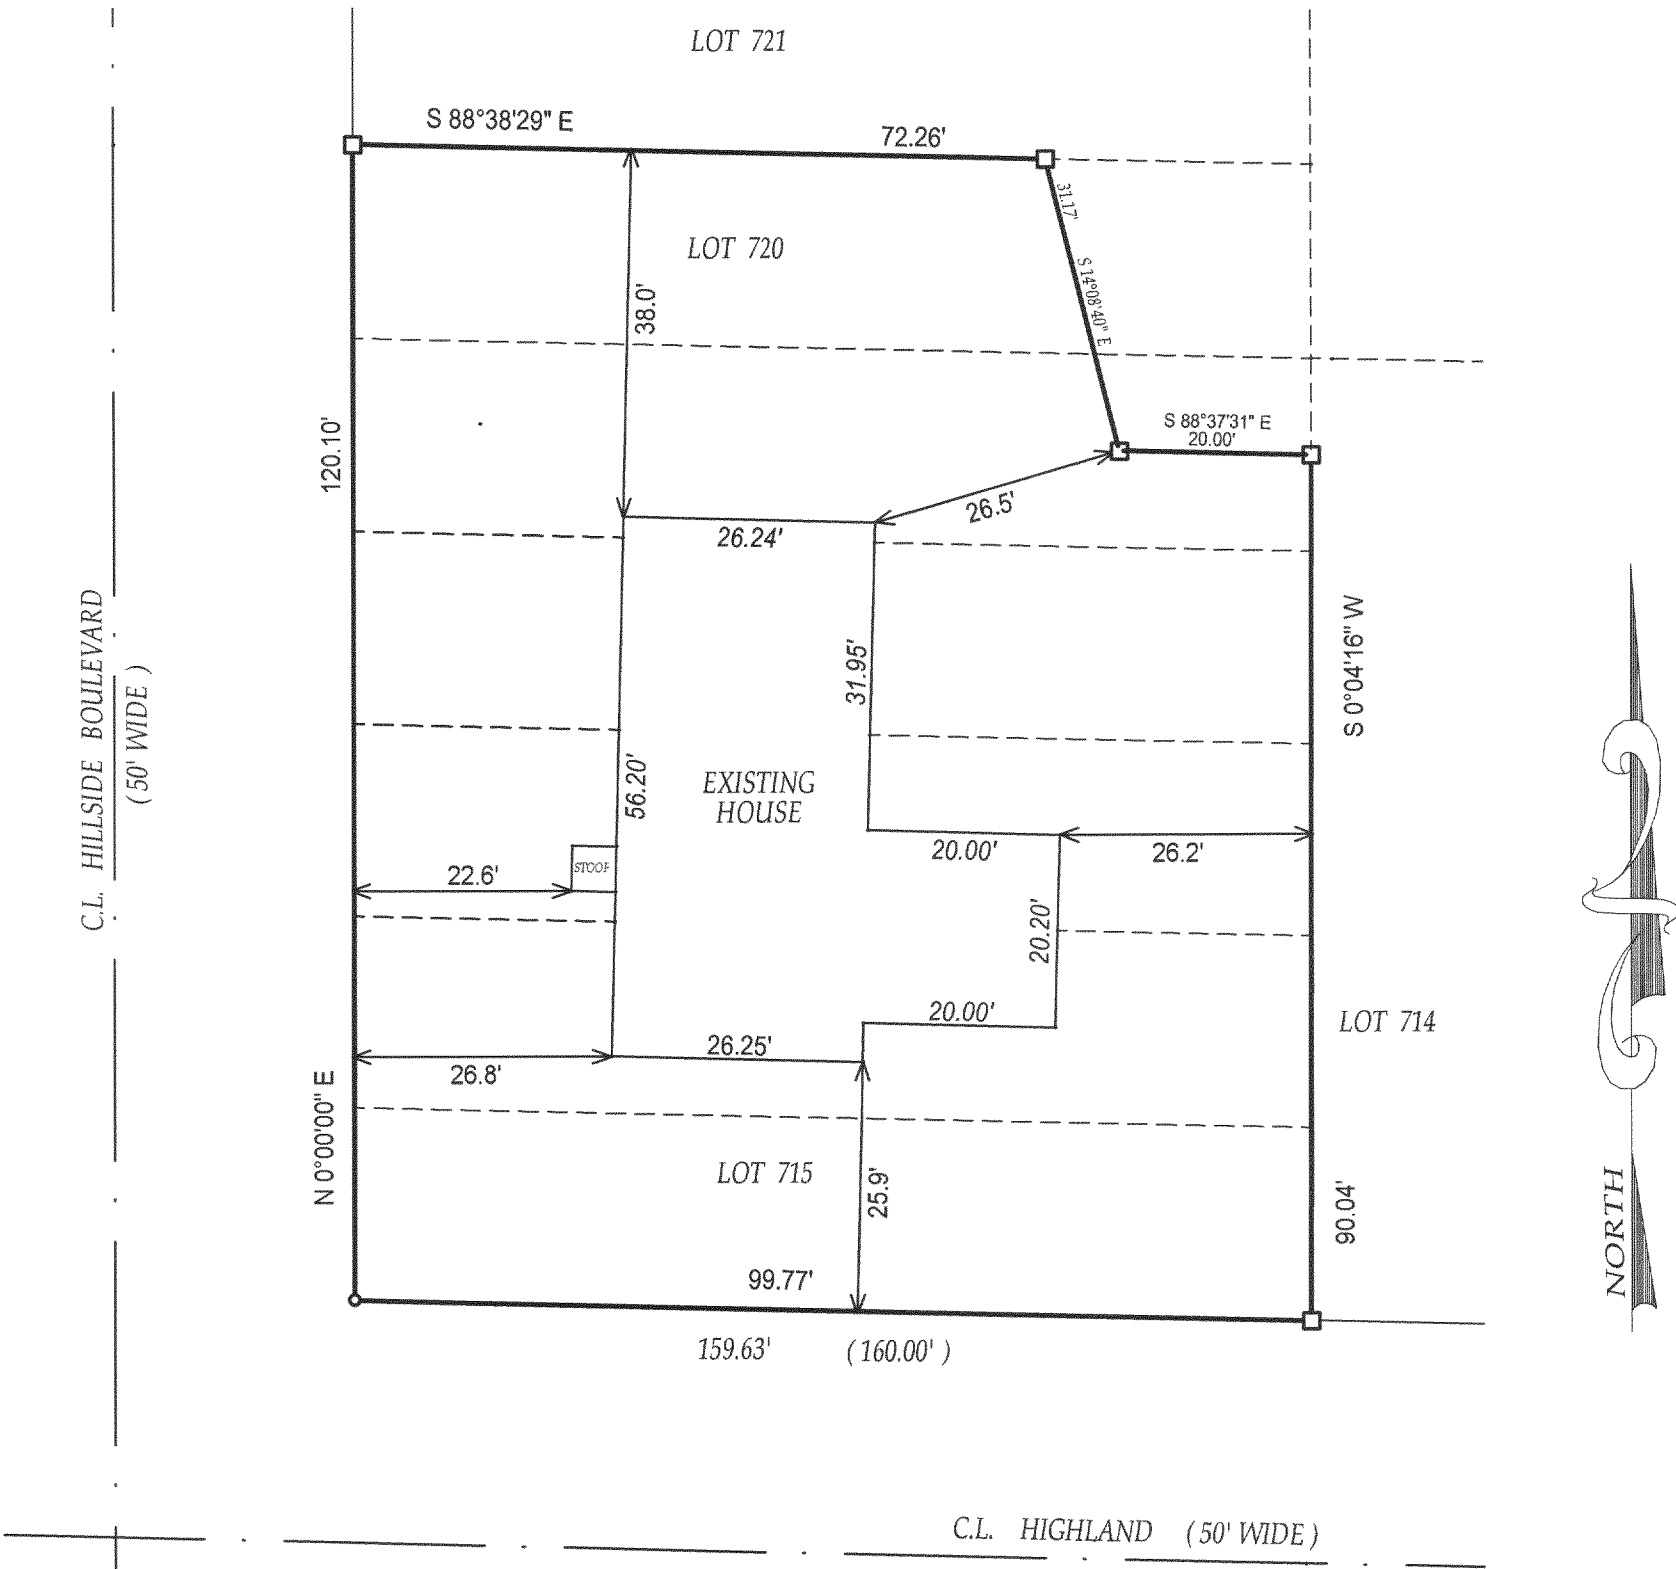 LOT 721
S 88°38'29" E
72.26'
31.17'
S 14°08'40" E
LOT 720
38.0'
120.10'
S 88°37'31" E
20.00'
26.5'
26.24'
31.95'
S 0°04'16" W
C.L. HILLSIDE BOULEVARD
(50' WIDE)
56.20'
EXISTING
HOUSE
20.00'
26.2'
STOOP
22.6'
20.20'
20.00'
LOT 714
26.25'
26.8'
N 0°00'00" E
LOT 715
25.9'
90.04'
NORTH
99.77'
159.63' (160.00')
C.L. HIGHLAND (50' WIDE)